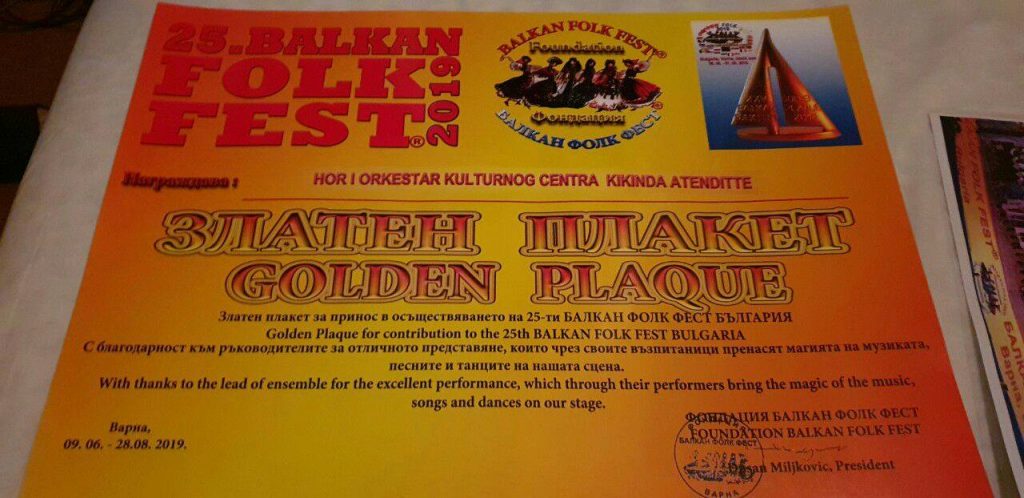 25. BALKAN
FOLK
FEST®
2019
BALKAN FOLK FEST®
Foundation
Фондация
БАЛКАН ФОЛК ФЕСТ®
Награждава :
HOR I ORKESTAR KULTURNOG CENTRA KIKINDA ATENDITTE
ЗЛАТЕН ПЛАКЕТ
GOLDEN PLAQUE
Златен плакет за принос в осъществяването на 25-ти БАЛКАН ФОЛК ФЕСТ БЪЛГАРИЯ
Golden Plaque for contribution to the 25th BALKAN FOLK FEST BULGARIA
С благодарност към ръководителите за отличното представяне, които чрез своите възпитаници пренасят магията на музиката,
песните и танците на нашата сцена.
With thanks to the lead of ensemble for the excellent performance, which through their performers bring the magic of the music,
songs and dances on our stage.
Варна,
09. 06. - 28.08. 2019.
ФОНДАЦИЯ БАЛКАН ФОЛК ФЕСТ
FOUNDATION BALKAN FOLK FEST
БАЛКАН ФОЛК ФЕСТ
ВАРНА
Miljkovic, President
FOLK FEST
Варна,